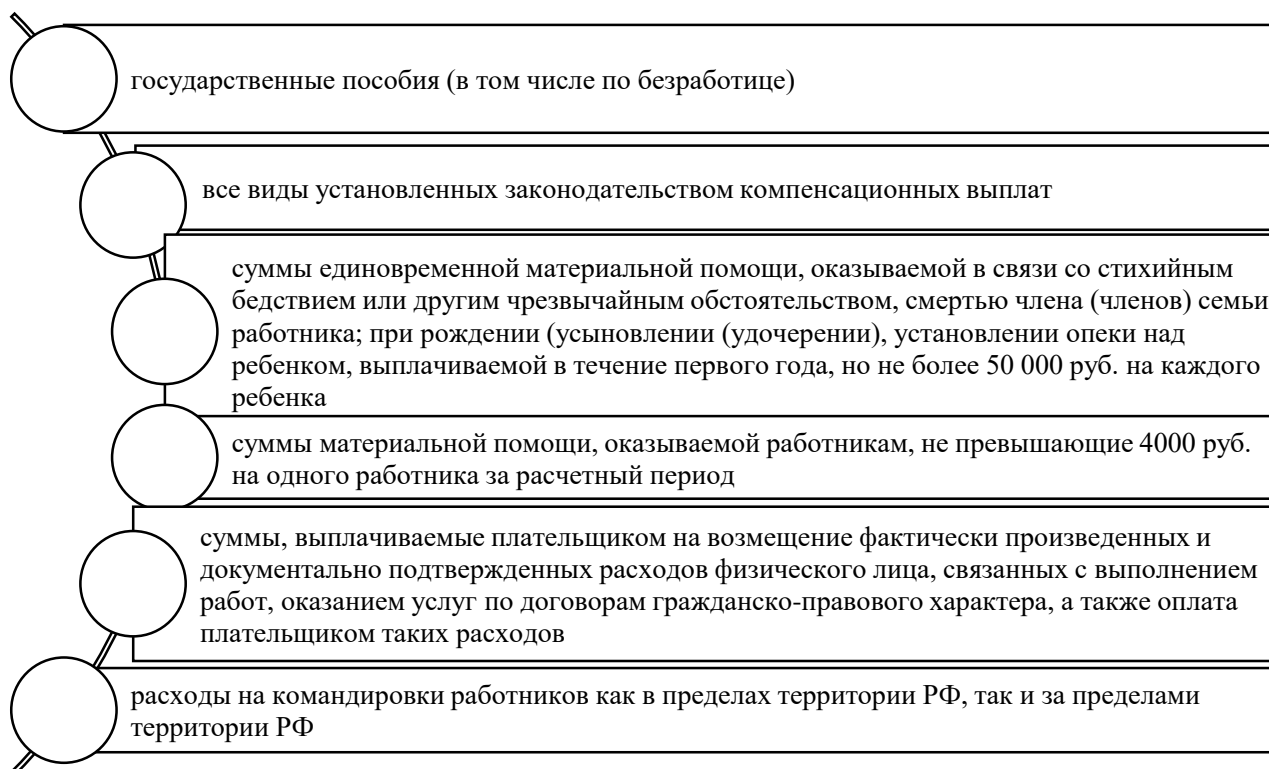 государственные пособия (в том числе по безработице)
все виды установленных законодательством компенсационных выплат
суммы единовременной материальной помощи, оказываемой в связи со стихийным
бедствием или другим чрезвычайным обстоятельством, смертью члена (членов) семьи
работника; при рождении (усыновлении (удочерении), установлении опеки над
ребенком, выплачиваемой в течение первого года, но не более 50 000 руб. на каждого
ребенка
суммы материальной помощи, оказываемой работникам, не превышающие 4000 руб.
на одного работника за расчетный период
суммы, выплачиваемые плательщиком на возмещение фактически произведенных и
документально подтвержденных расходов физического лица, связанных с выполнением
работ, оказанием услуг по договорам гражданско-правового характера, а также оплата
плательщиком таких расходов
расходы на командировки работников как в пределах территории РФ, так и за пределами
территории РФ